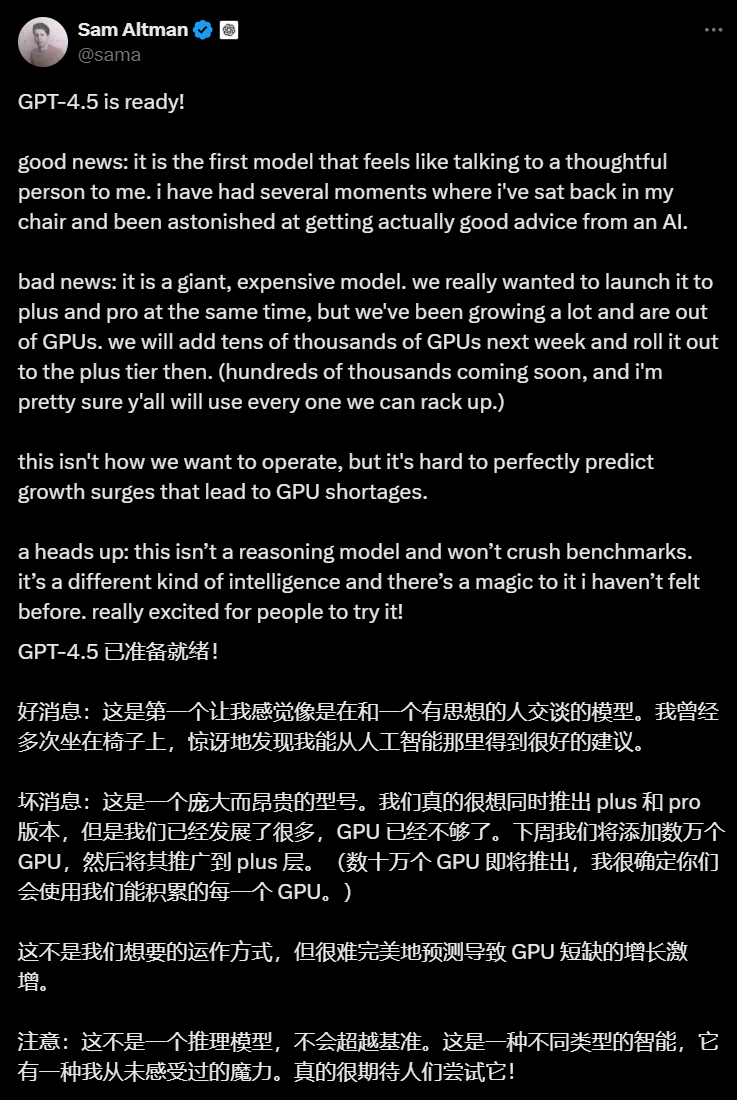 Sam Altman
@sama
GPT-4.5 is ready!
good news: it is the first model that feels like talking to a thoughtful
person to me. i have had several moments where i've sat back in my
chair and been astonished at getting actually good advice from an AI.
bad news: it is a giant, expensive model. we really wanted to launch it to
plus and pro at the same time, but we've been growing a lot and are out
of GPUs. we will add tens of thousands of GPUs next week and roll it out
to the plus tier then. (hundreds of thousands coming soon, and i'm
pretty sure y'all will use every one we can rack up.)
this isn't how we want to operate, but it's hard to perfectly predict
growth surges that lead to GPU shortages.
a heads up: this isn’t a reasoning model and won’t crush benchmarks.
it’s a different kind of intelligence and there’s a magic to it i haven’t felt
before. really excited for people to try it!
GPT-4.5 已准备就绪！
好消息：这是第一个让我感觉像是在和一个有思想的人交谈的模型。我曾经
多次坐在椅子上，惊讶地发现我能从人工智能那里得到很好的建议。
坏消息：这是一个庞大而昂贵的型号。我们真的很想同时推出 plus 和 pro
版本，但是我们已经发展了很多，GPU 已经不够了。下周我们将添加数万个
GPU，然后将其推广到 plus 层。（数十万个 GPU 即将推出，我很确定你们
会使用我们能积累的每一个 GPU。）
这不是我们想要的运作方式，但很难完美地预测导致 GPU 短缺的增长激
增。
注意：这不是一个推理模型，不会超越基准。这是一种不同类型的智能，它
有一种我从未感受过的魔力。真的很期待人们尝试它！